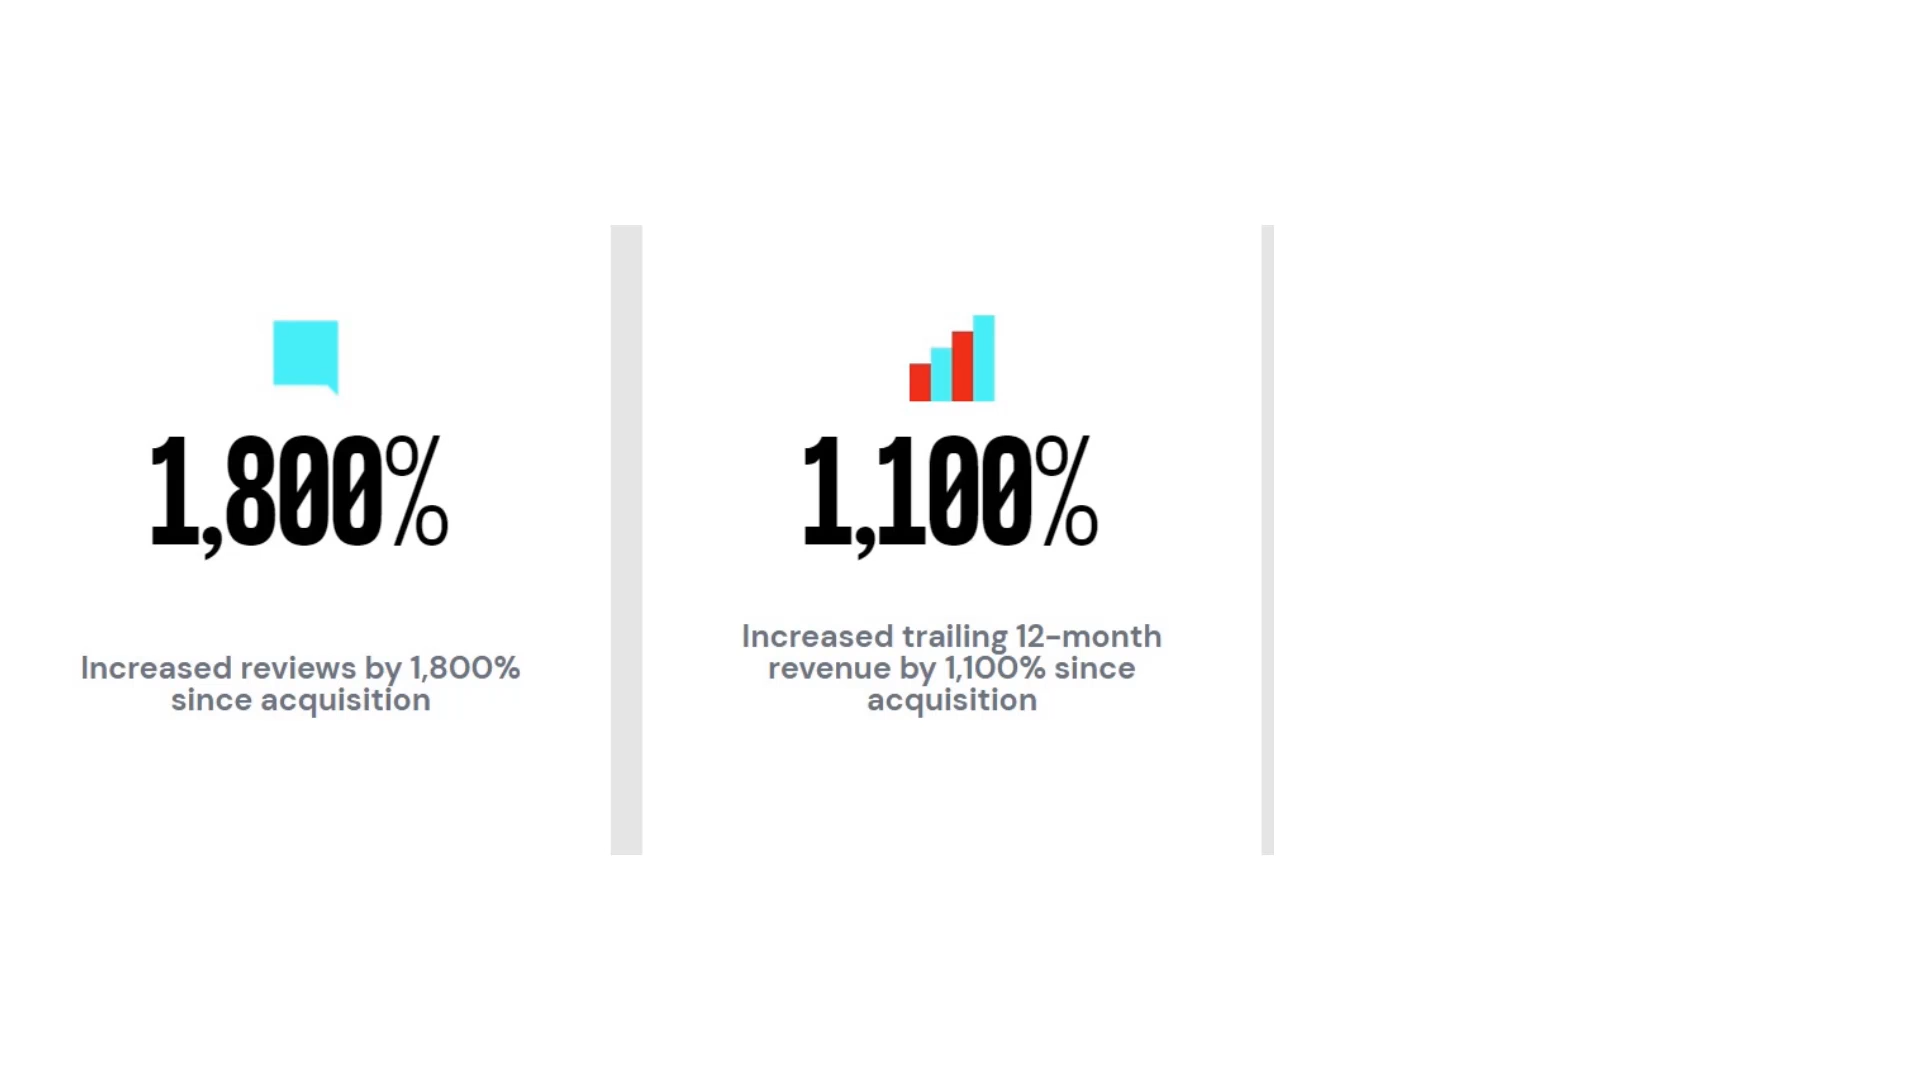 1,800%
Increased reviews by 1,800%
since acquisition
1,100%
Increased trailing 12-month
revenue by 1,100% since
acquisition